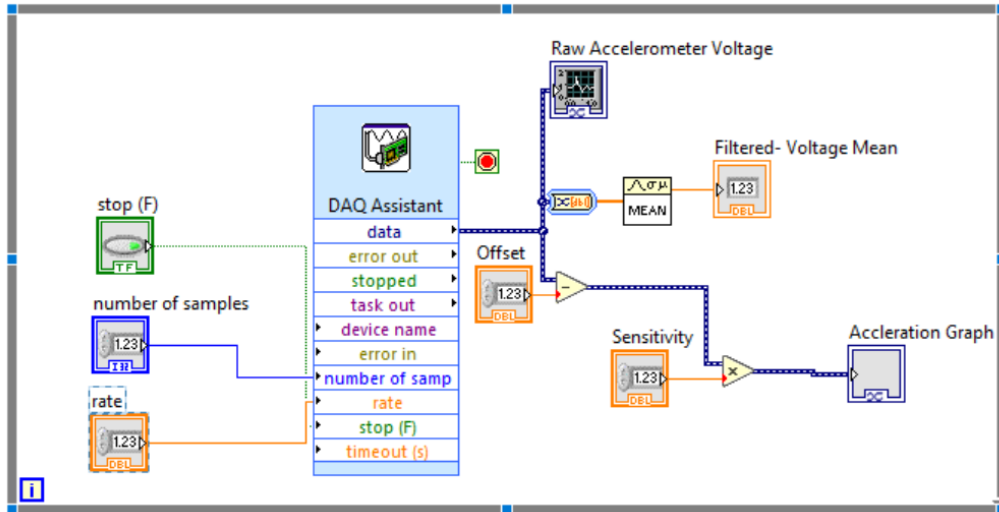 Raw Accelerometer Voltage
Filtered- Voltage Mean
1.23
DBL
MEAN
DAQ Assistant
data
error out
stopped
task out
device name
error in
number of samp
rate
stop (F)
timeout (s)
stop (F)
TF
number of samples
1.23
I32
rate
1.23
DBL
Offset
1.23
DBL
Sensitivity
1.23
DBL
Accleration Graph
i